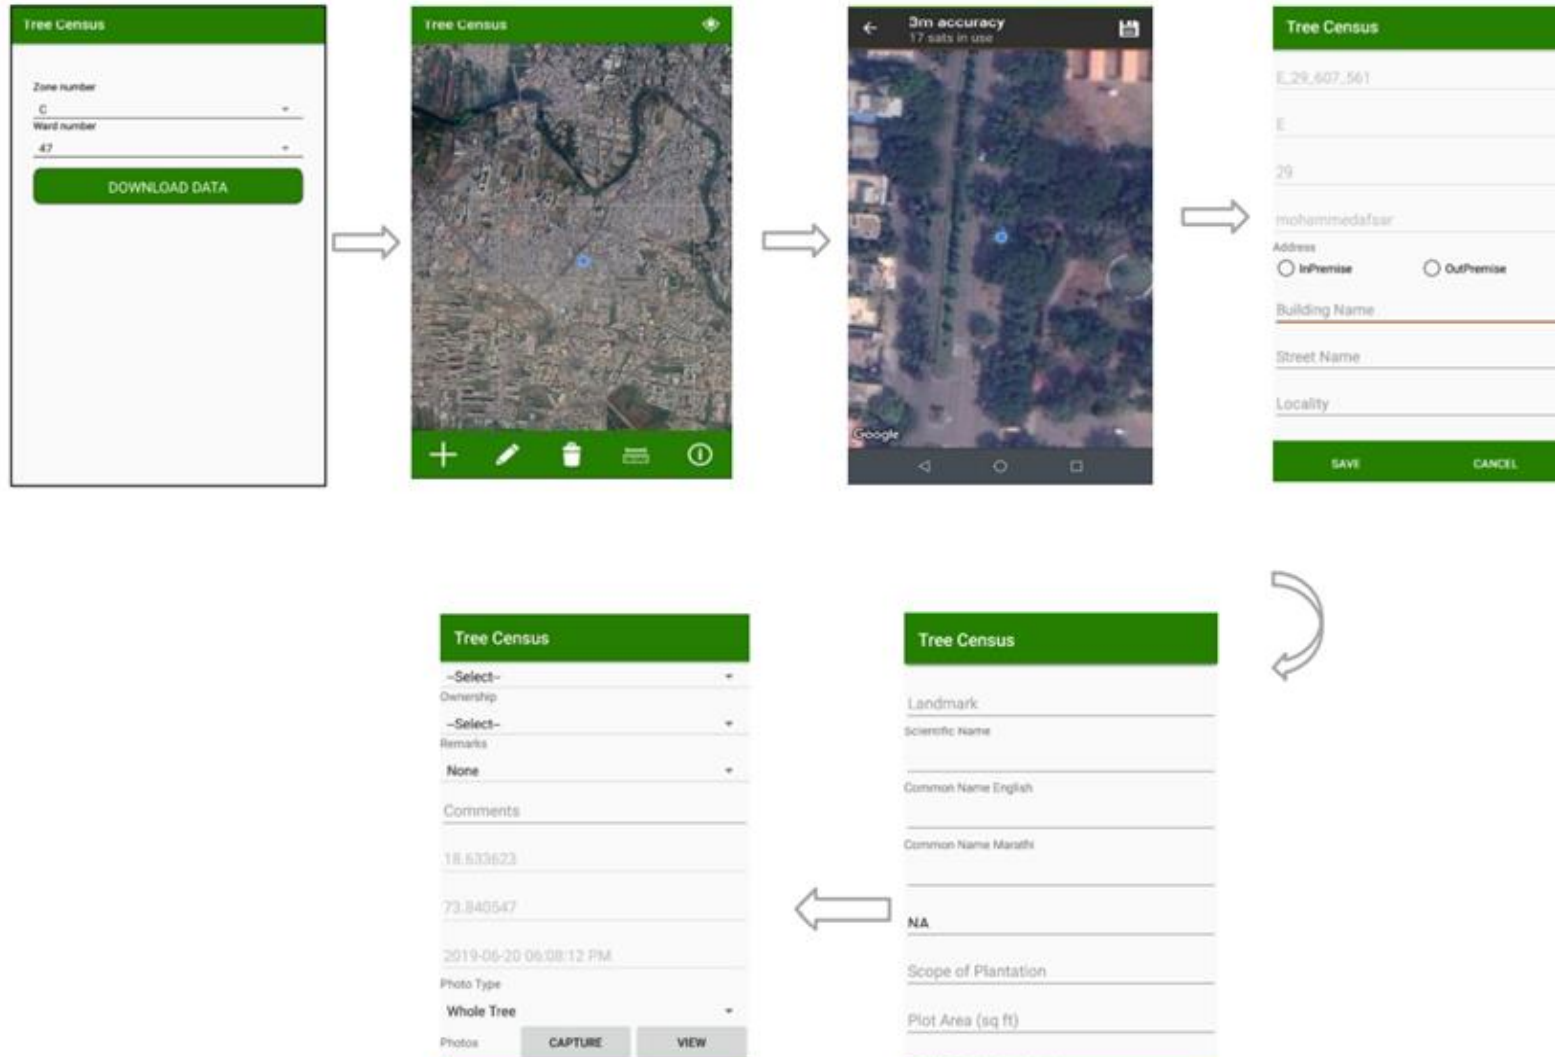 Tree Census
Zone number
C
Ward number
47
DOWNLOAD DATA
Tree Census
3m accuracy
17 sats in use
Google
Tree Census
E_29_607_561
E
29
mohammedafsar
Address
InPremise OutPremise
Building Name
Street Name
Locality
SAVE CANCEL
Tree Census
Landmark
Scientific Name
Common Name English
Common Name Marathi
NA
Scope of Plantation
Plot Area (sq ft)
Tree Census
--Select--
Ownership
--Select--
Remarks
None
Comments
18.633623
73.840547
2019-06-20 06:08:12 PM
Photo Type
Whole Tree
Photos CAPTURE VIEW